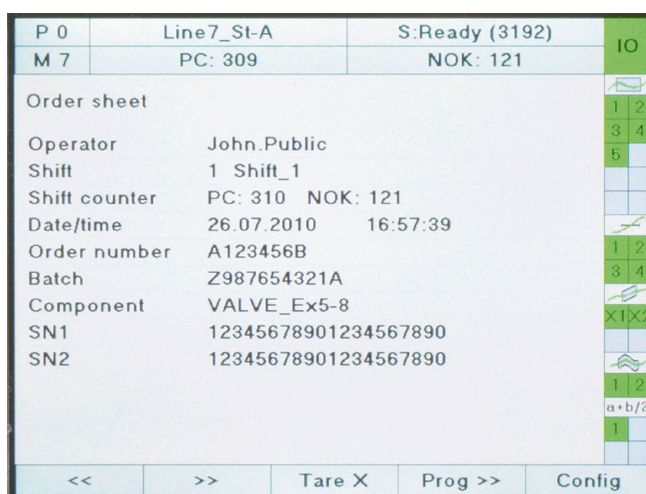 P 0 Line7_St-A S:Ready (3192) IO
M 7 PC: 309 NOK: 121
Order sheet
Operator John.Public
Shift 1 Shift_1
Shift counter PC: 310 NOK: 121
Date/time 26.07.2010 16:57:39
Order number A123456B
Batch Z987654321A
Component VALVE_Ex5-8
SN1 12345678901234567890
SN2 12345678901234567890
1 2
3 4
5
1 2
3 4
X1 X2
1 2
a+b/2
1
<< >> Tare X Prog >> Config